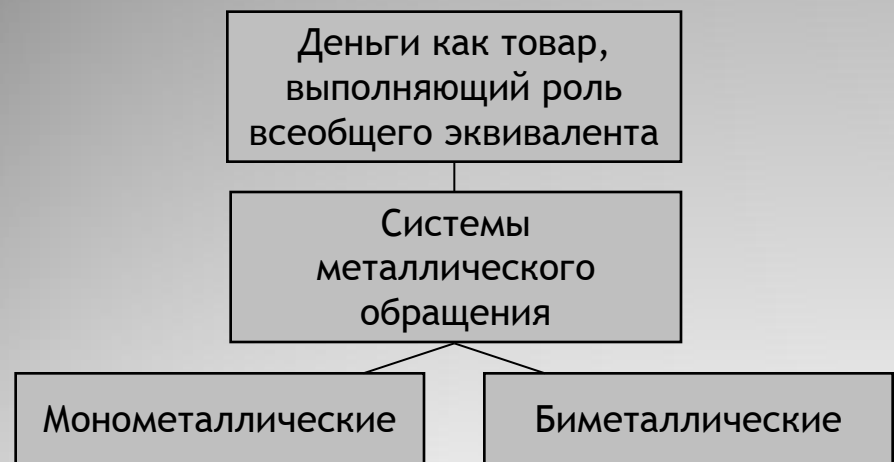 Деньги как товар,
выполняющий роль
всеобщего эквивалента
Системы
металлического
обращения
Монометаллические
Биметаллические